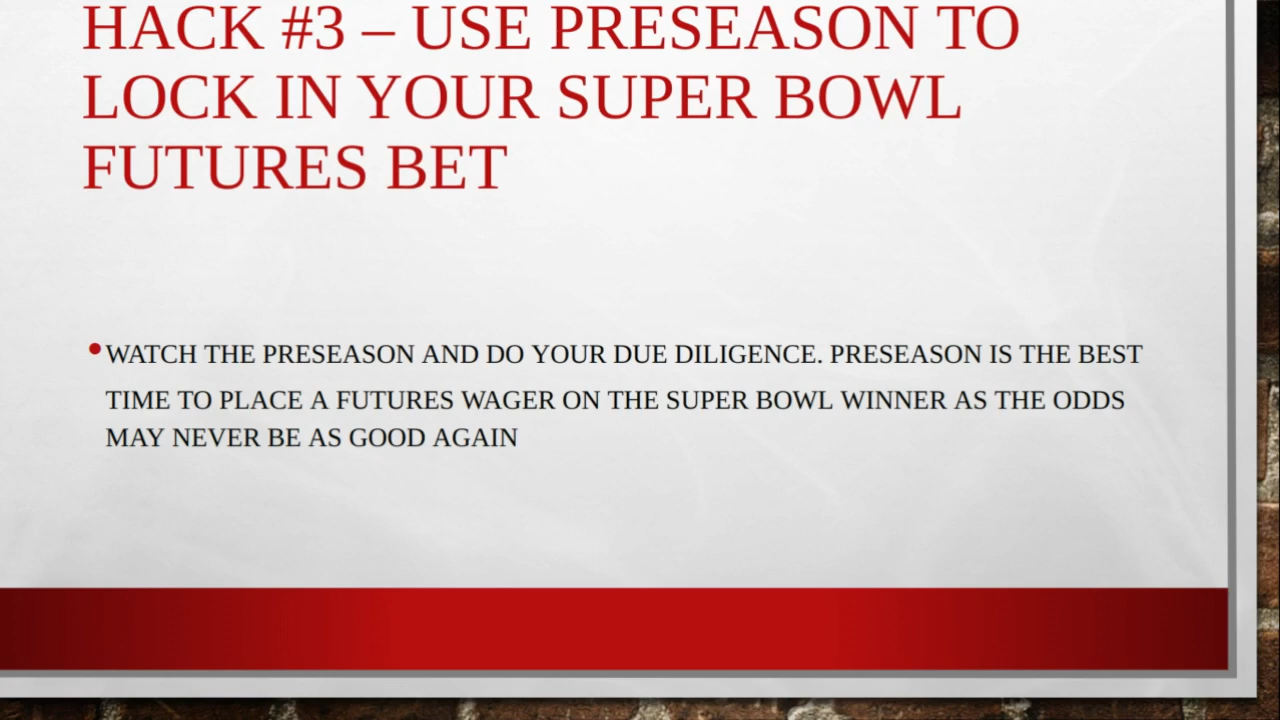 HACK #3 – USE PRESEASON TO
LOCK IN YOUR SUPER BOWL
FUTURES BET
•WATCH THE PRESEASON AND DO YOUR DUE DILIGENCE. PRESEASON IS THE BEST
TIME TO PLACE A FUTURES WAGER ON THE SUPER BOWL WINNER AS THE ODDS
MAY NEVER BE AS GOOD AGAIN